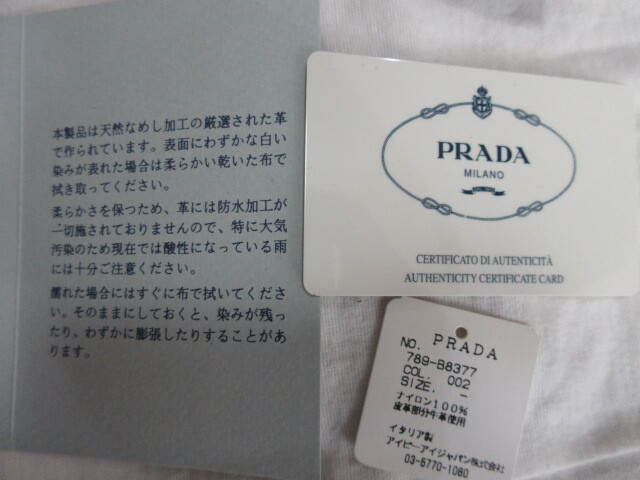 本製品は天然なめし加工の厳選された革
で作られています。表面にわずかな白い
染みが表れた場合は柔らかい乾いた布で
拭き取ってください。
柔らかさを保つため、革には防水加工が
一切施されておりませんので、特に大気
汚染のため現在では酸性になっている雨
には十分ご注意ください。
濡れた場合にはすぐに布で拭いてくださ
い。そのままにしておくと、染みが残っ
たり、わずかに膨張したりすることがあ
ります。
PRADA
MILANO
CERTIFICATO DI AUTENTICITÀ
AUTHENTICITY CERTIFICATE CARD
NO. PRADA
789-B8377
COL. 002
SIZE. -
ナイロン100%
皮革部分牛革使用
イタリア製
アイピーアイジャパン株式会社
03-5770-1080